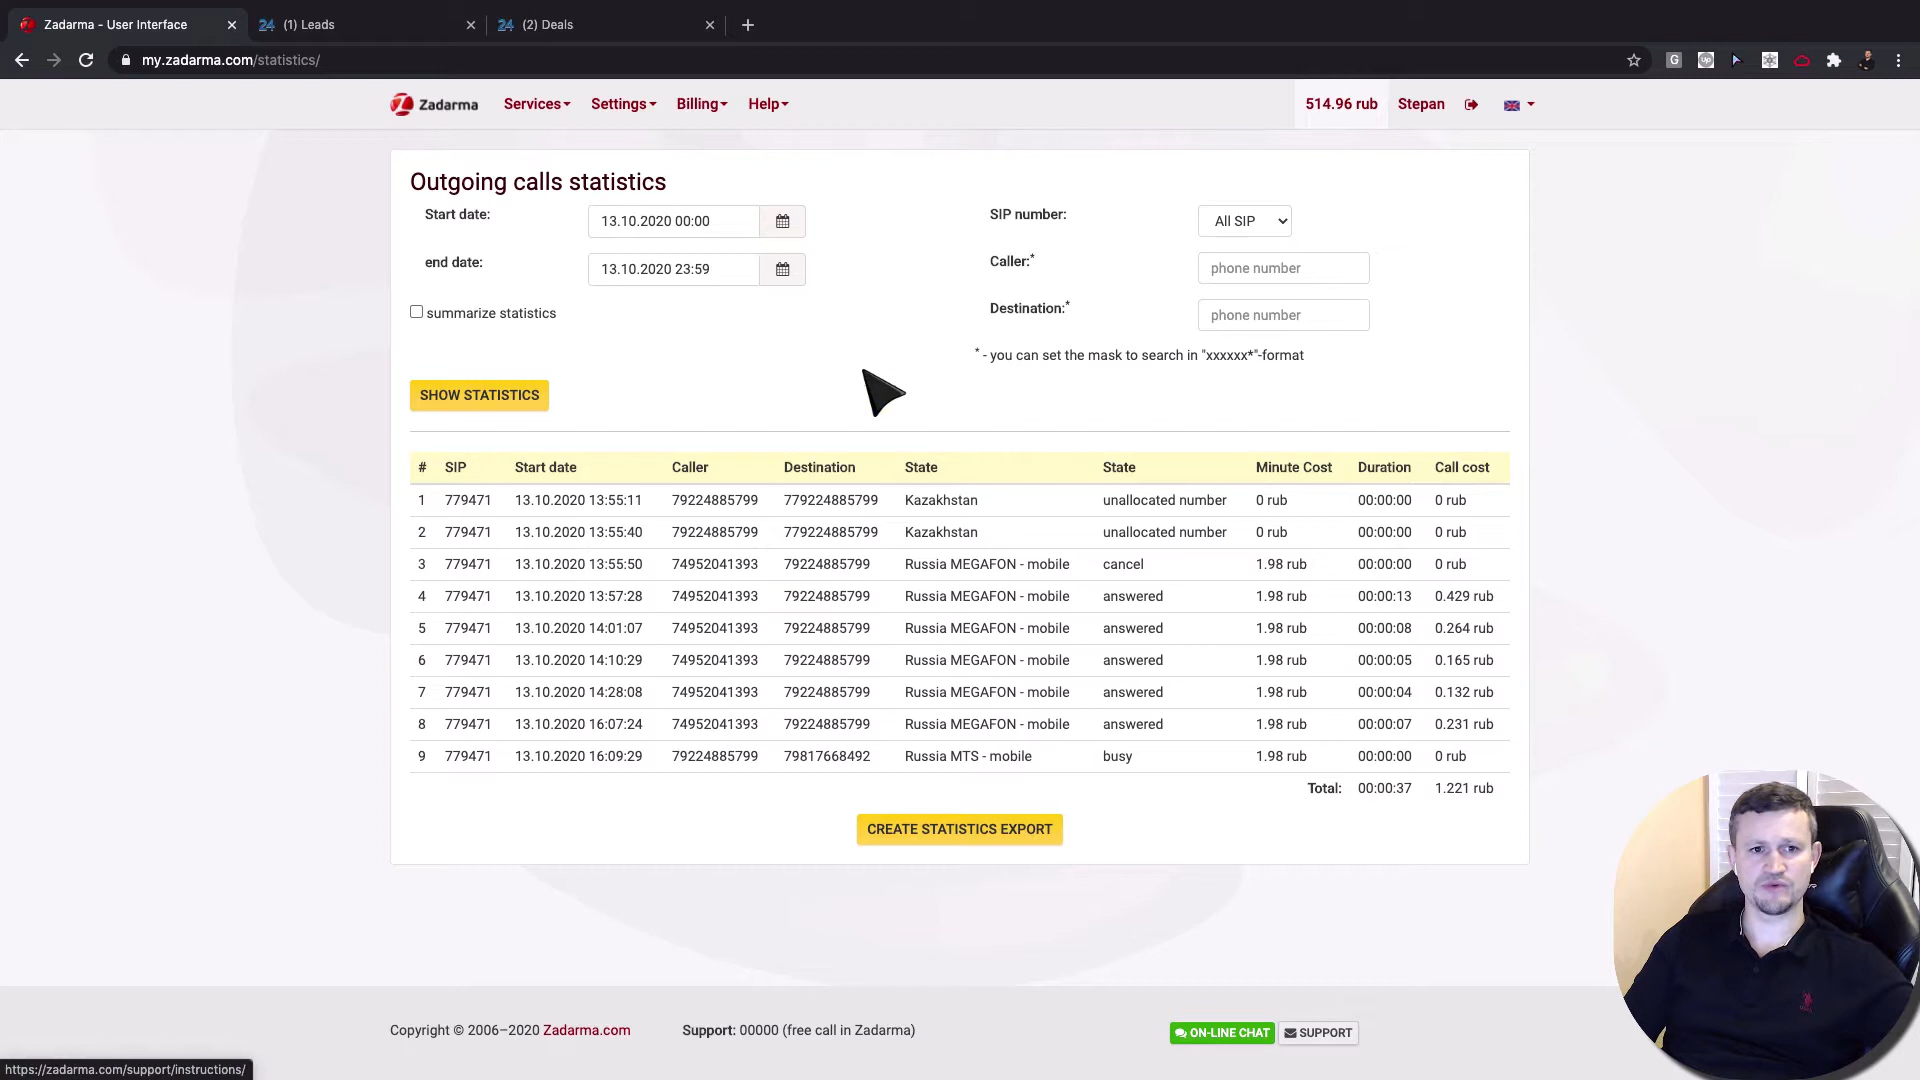 Zadarma - User Interface
24 (1) Leads
24 (2) Deals
my.zadarma.com/statistics/
Zadarma
Services
Settings
Billing
Help
514.96 rub
Stepan
Outgoing calls statistics
Start date: 13.10.2020 00:00
SIP number: All SIP
end date: 13.10.2020 23:59
Caller:* phone number
summarize statistics
Destination:* phone number
* - you can set the mask to search in "xxxxxx*"-format
SHOW STATISTICS
# SIP Start date Caller Destination State State Minute Cost Duration Call cost
1 779471 13.10.2020 13:55:11 79224885799 779224885799 Kazakhstan unallocated number 0 rub 00:00:00 0 rub
2 779471 13.10.2020 13:55:40 79224885799 779224885799 Kazakhstan unallocated number 0 rub 00:00:00 0 rub
3 779471 13.10.2020 13:55:50 74952041393 79224885799 Russia MEGAFON - mobile cancel 1.98 rub 00:00:00 0 rub
4 779471 13.10.2020 13:57:28 74952041393 79224885799 Russia MEGAFON - mobile answered 1.98 rub 00:00:13 0.429 rub
5 779471 13.10.2020 14:01:07 74952041393 79224885799 Russia MEGAFON - mobile answered 1.98 rub 00:00:08 0.264 rub
6 779471 13.10.2020 14:10:29 74952041393 79224885799 Russia MEGAFON - mobile answered 1.98 rub 00:00:05 0.165 rub
7 779471 13.10.2020 14:28:08 74952041393 79224885799 Russia MEGAFON - mobile answered 1.98 rub 00:00:04 0.132 rub
8 779471 13.10.2020 16:07:24 74952041393 79224885799 Russia MEGAFON - mobile answered 1.98 rub 00:00:07 0.231 rub
9 779471 13.10.2020 16:09:29 79224885799 79817668492 Russia MTS - mobile busy 1.98 rub 00:00:00 0 rub
Total: 00:00:37 1.221 rub
CREATE STATISTICS EXPORT
Copyright © 2006–2020 Zadarma.com
Support: 00000 (free call in Zadarma)
ON-LINE CHAT
SUPPORT
https://zadarma.com/support/instructions/